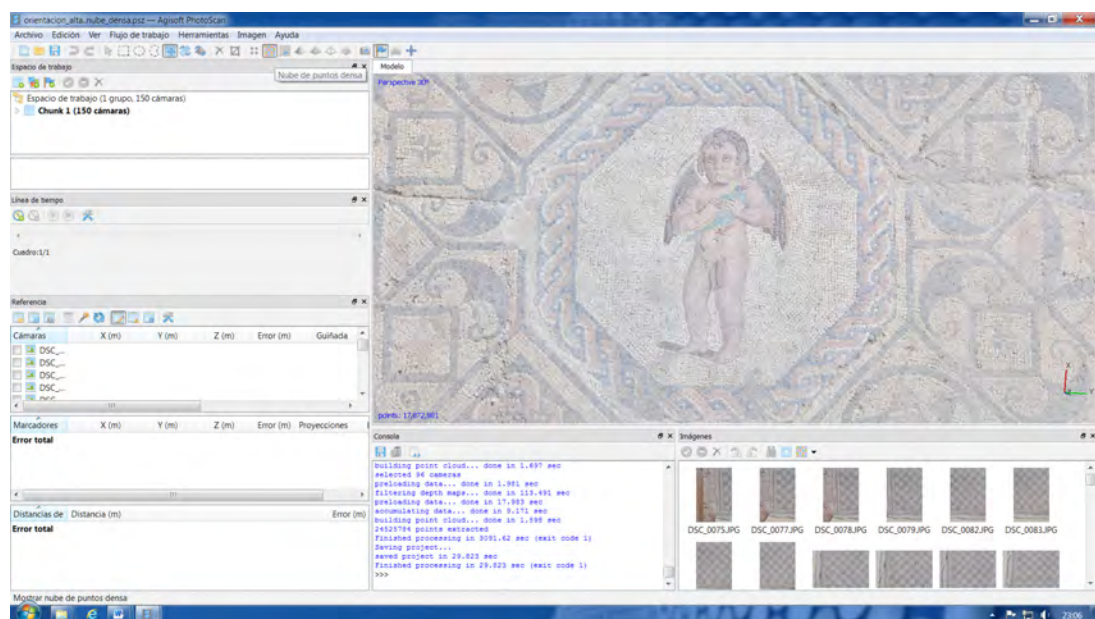 orientacion_alta..nube_densa.psz — Agisoft PhotoScan
Archivo Edición Ver Flujo de trabajo Herramientas Imagen Ayuda
Espacio de trabajo
Nube de puntos densa
Espacio de trabajo (1 grupo, 150 cámaras)
Chunk 1 (150 cámaras)
Línea de tiempo
Cuadro:1/1
Referencia
Cámaras X (m) Y (m) Z (m) Error (m) Guiñada
DSC_...
DSC_...
DSC_...
DSC_...
DSC
Marcadores X (m) Y (m) Z (m) Error (m) Proyecciones
Error total
Distancias de Distancia (m) Error (m)
Error total
Mostrar nube de puntos densa
Modelo
Perspective 30°
X
Y
points: 17,872,881
Consola
building point cloud... done in 1.697 sec
selected 96 cameras
preloading data... done in 1.981 sec
filtering depth maps... done in 113.491 sec
preloading data... done in 17.983 sec
accumulating data... done in 9.171 sec
building point cloud... done in 1.598 sec
24525784 points extracted
Finished processing in 3091.62 sec (exit code 1)
Saving project...
saved project in 29.823 sec
Finished processing in 29.823 sec (exit code 1)
>>>
Imágenes
DSC_0075.JPG DSC_0077.JPG DSC_0078.JPG DSC_0079.JPG DSC_0082.JPG DSC_0083.JPG
23:06